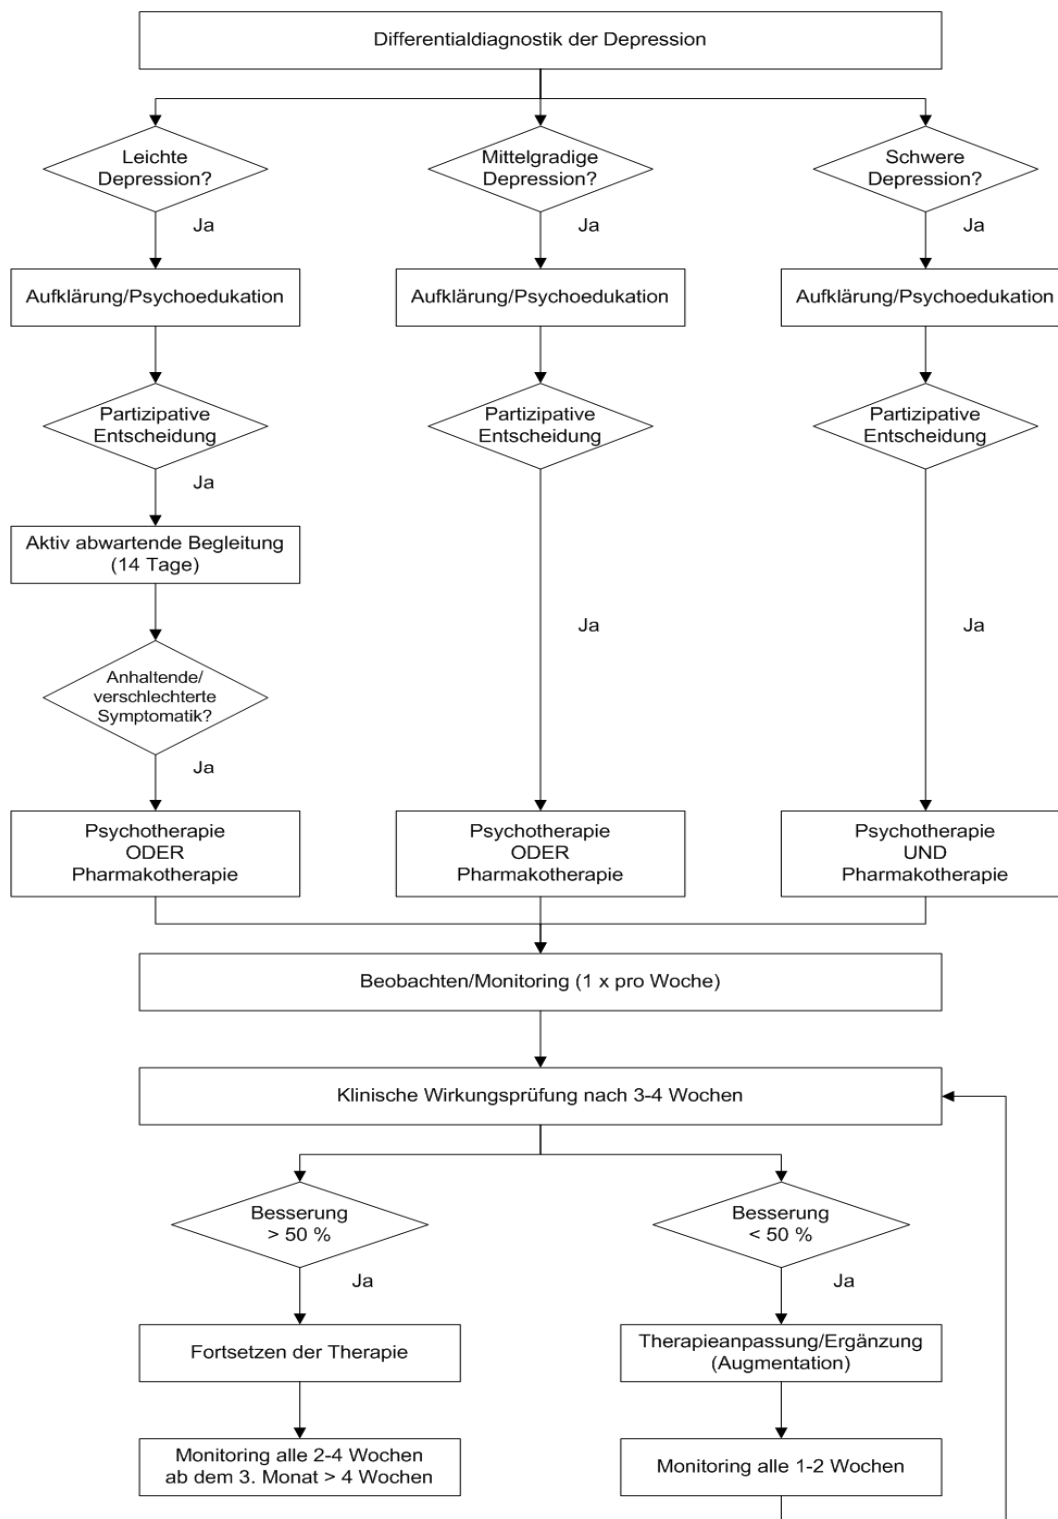 Differentialdiagnostik der Depression
Leichte
Depression?
Mittelgradige
Depression?
Schwere
Depression?
Ja
Ja
Ja
Aufklärung/Psychoedukation
Aufklärung/Psychoedukation
Aufklärung/Psychoedukation
Partizipative
Entscheidung
Partizipative
Entscheidung
Partizipative
Entscheidung
Ja
Aktiv abwartende Begleitung
(14 Tage)
Ja
Ja
Anhaltende/
verschlechterte
Symptomatik?
Ja
Psychotherapie
ODER
Pharmakotherapie
Psychotherapie
ODER
Pharmakotherapie
Psychotherapie
UND
Pharmakotherapie
Beobachten/Monitoring (1 x pro Woche)
Klinische Wirkungsprüfung nach 3-4 Wochen
Besserung
> 50 %
Besserung
< 50 %
Ja
Ja
Fortsetzen der Therapie
Therapieanpassung/Ergänzung
(Augmentation)
Monitoring alle 2-4 Wochen
ab dem 3. Monat > 4 Wochen
Monitoring alle 1-2 Wochen